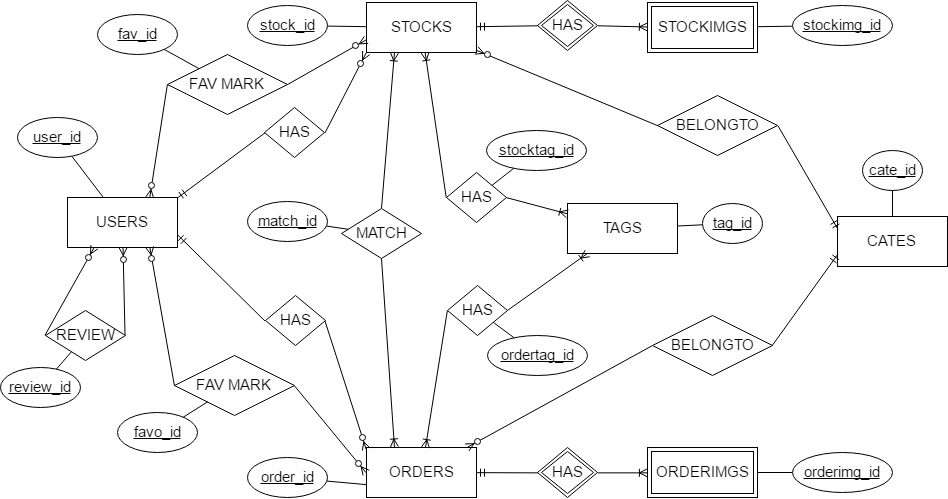 stock_id
STOCKS
HAS
STOCKIMGS
stockimg_id
fav_id
FAV MARK
HAS
BELONGTO
user_id
stocktag_id
cate_id
USERS
match_id
MATCH
HAS
TAGS
tag_id
CATES
REVIEW
HAS
HAS
BELONGTO
ordertag_id
review_id
FAV MARK
favo_id
order_id
ORDERS
HAS
ORDERIMGS
orderimg_id